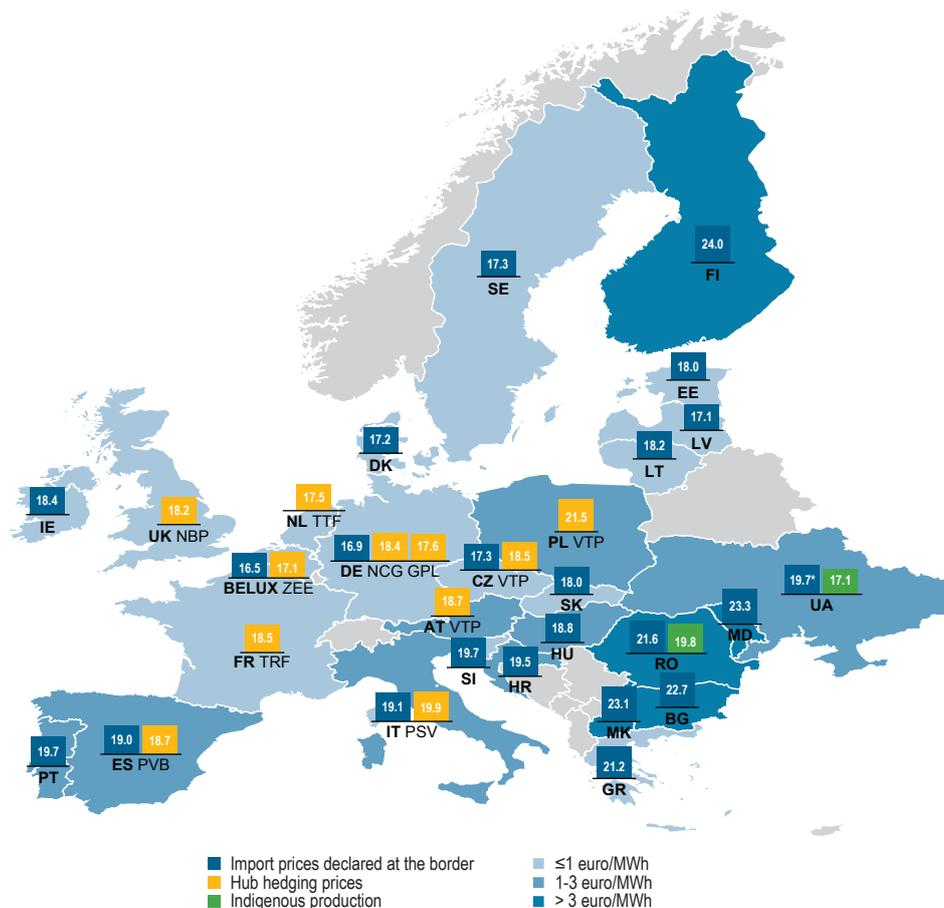 24.0
FI
17.3
SE
18.0
EE
17.1
LV
18.2
LT
17.2
DK
18.4
IE
18.2
UK NBP
17.5
NL TTF
16.9 18.4 17.6
DE NCG GPL
21.5
PL VTP
16.5 17.1
BELUX ZEE
17.3 18.5
CZ VTP
18.0
SK
19.7* 17.1
UA
18.7
AT VTP
23.3
MD
18.8
HU
18.5
FR TRF
21.6 19.8
RO
19.7
SI
19.5
HR
22.7
BG
19.1 19.9
IT PSV
23.1
MK
19.7
PT
19.0 18.7
ES PVB
21.2
GR
Import prices declared at the border
Hub hedging prices
Indigenous production
≤1 euro/MWh
1-3 euro/MWh
> 3 euro/MWh